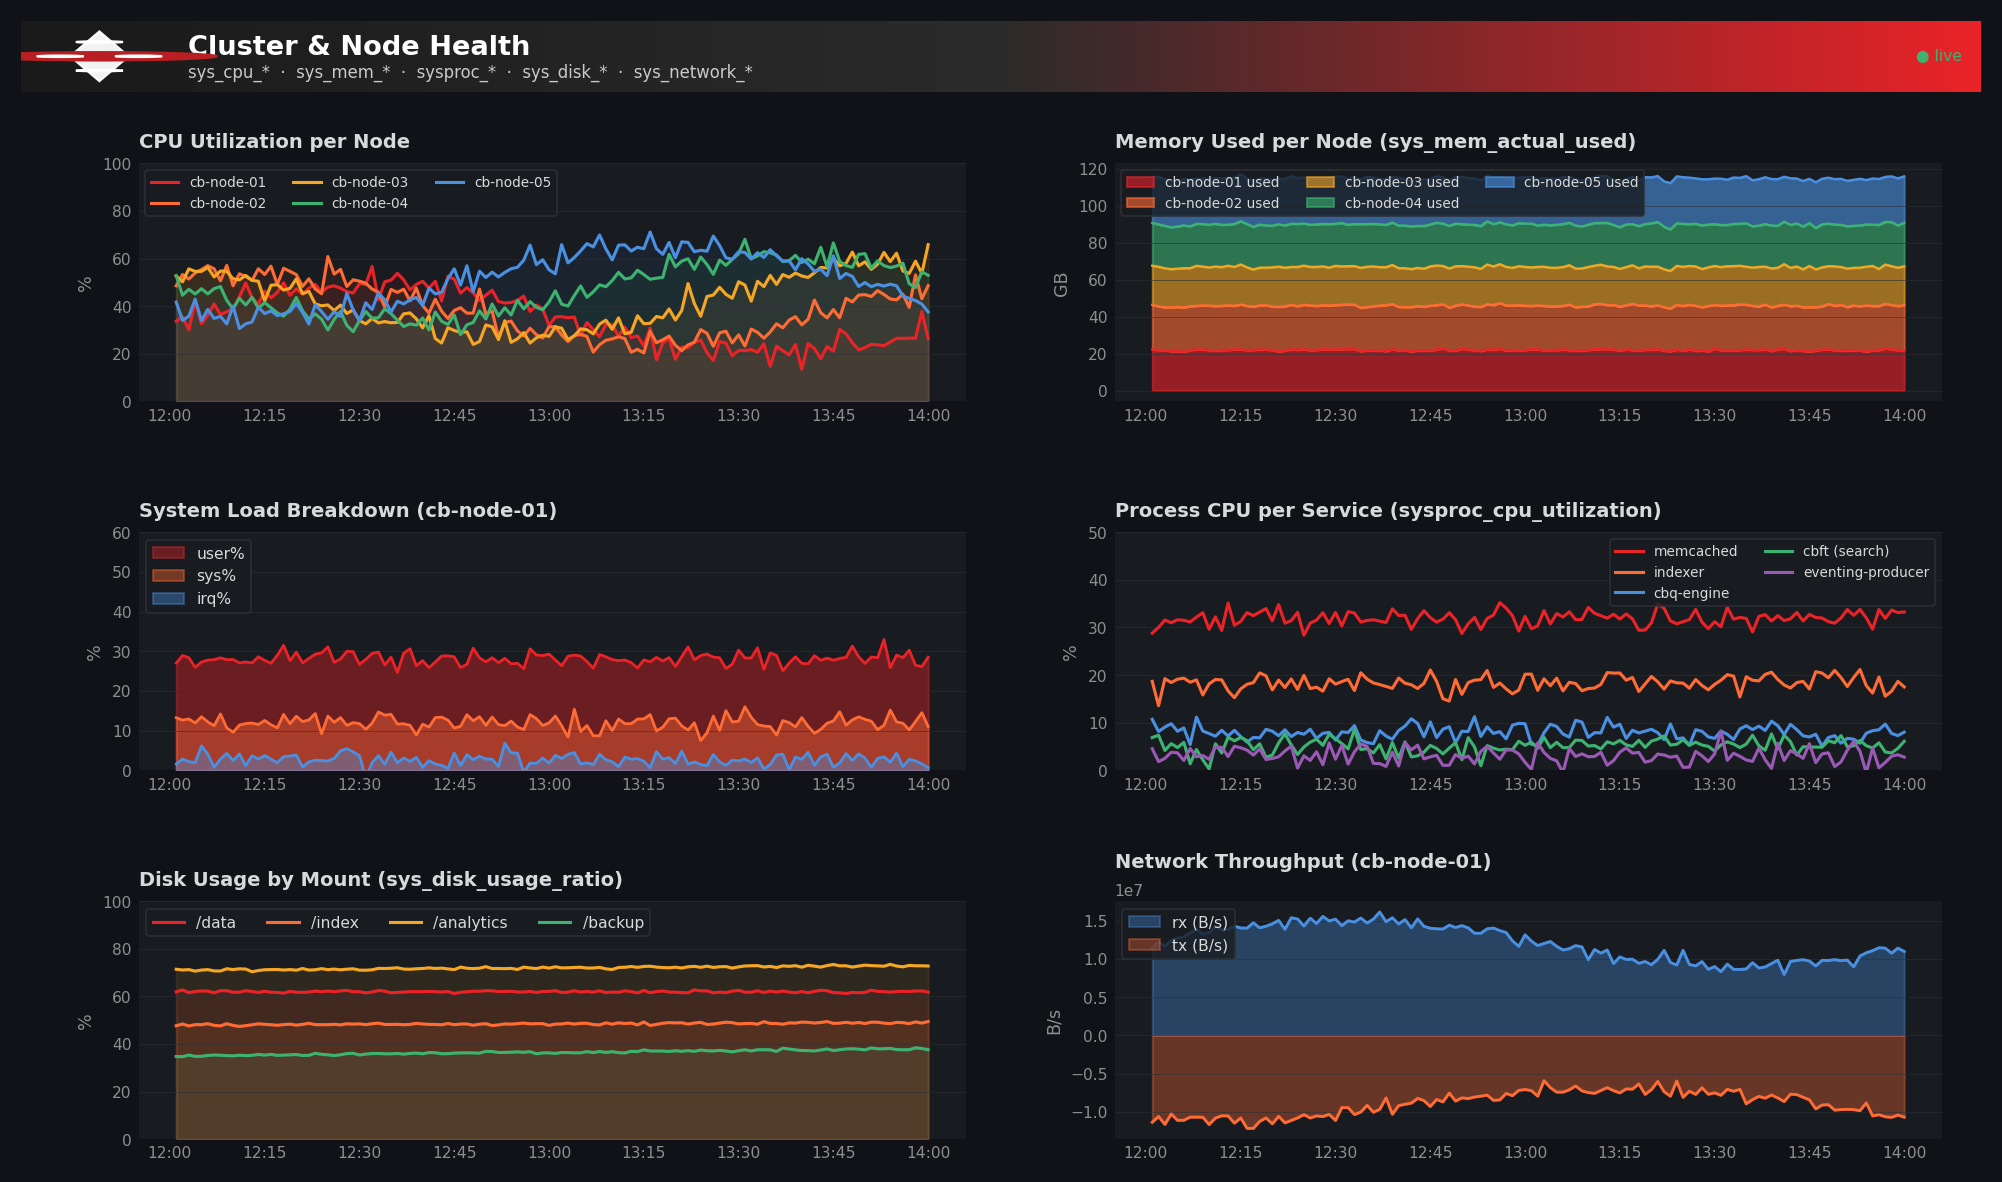 Cluster & Node Health
sys_cpu_* · sys_mem_* · sysproc_* · sys_disk_* · sys_network_*
● live
CPU Utilization per Node
100
80
60
40
20
0
%
cb-node-01
cb-node-02
cb-node-03
cb-node-04
cb-node-05
12:00 12:15 12:30 12:45 13:00 13:15 13:30 13:45 14:00
Memory Used per Node (sys_mem_actual_used)
120
100
80
60
40
20
0
GB
cb-node-01 used
cb-node-02 used
cb-node-03 used
cb-node-04 used
cb-node-05 used
12:00 12:15 12:30 12:45 13:00 13:15 13:30 13:45 14:00
System Load Breakdown (cb-node-01)
60
50
40
30
20
10
0
%
user%
sys%
irq%
12:00 12:15 12:30 12:45 13:00 13:15 13:30 13:45 14:00
Process CPU per Service (sysproc_cpu_utilization)
50
40
30
20
10
0
%
memcached
indexer
cbq-engine
cbft (search)
eventing-producer
12:00 12:15 12:30 12:45 13:00 13:15 13:30 13:45 14:00
Disk Usage by Mount (sys_disk_usage_ratio)
100
80
60
40
20
0
%
/data
/index
/analytics
/backup
12:00 12:15 12:30 12:45 13:00 13:15 13:30 13:45 14:00
Network Throughput (cb-node-01)
1e7
1.5
1.0
0.5
0.0
−0.5
−1.0
B/s
rx (B/s)
tx (B/s)
12:00 12:15 12:30 12:45 13:00 13:15 13:30 13:45 14:00